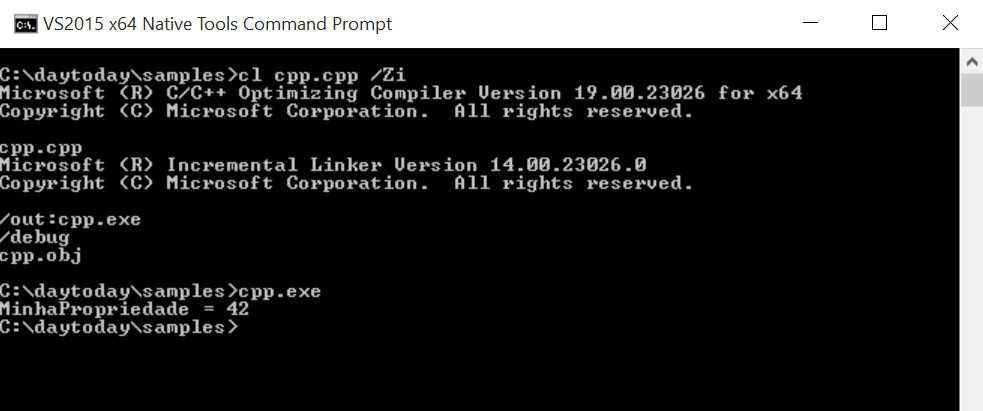 VS2015 x64 Native Tools Command Prompt
C:\daytoday\samples>cl cpp.cpp /Zi
Microsoft (R) C/C++ Optimizing Compiler Version 19.00.23026 for x64
Copyright (C) Microsoft Corporation.  All rights reserved.
cpp.cpp
Microsoft (R) Incremental Linker Version 14.00.23026.0
Copyright (C) Microsoft Corporation.  All rights reserved.
/out:cpp.exe
/debug
cpp.obj
C:\daytoday\samples>cpp.exe
MinhaPropriedade = 42
C:\daytoday\samples>